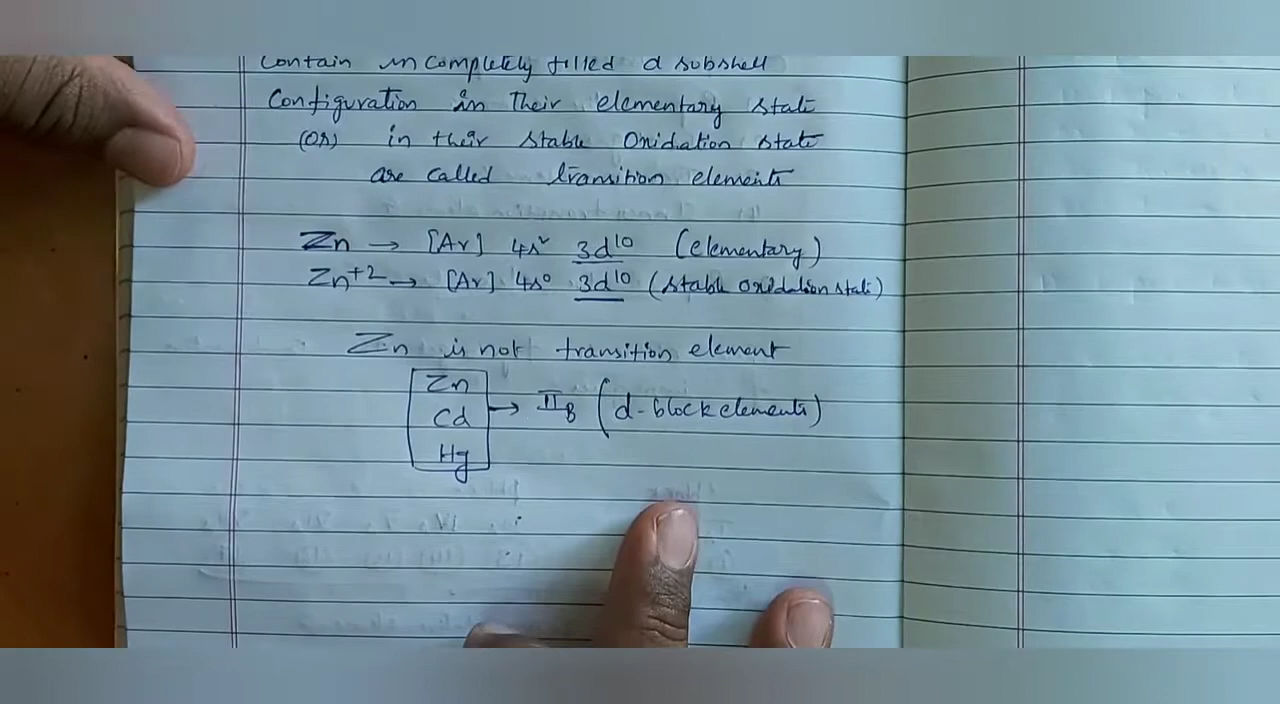 contain incompletely filled d subshell
Configuration in Their elementary state
(or) in their stable Oxidation state
are called transition elements
Zn → [Ar] 4s² 3d¹⁰ (elementary)
Zn⁺² → [Ar] 4s⁰ 3d¹⁰ (stable oxidation state)
Zn is not transition element
Zn
Cd → II B (d-block elements)
Hg